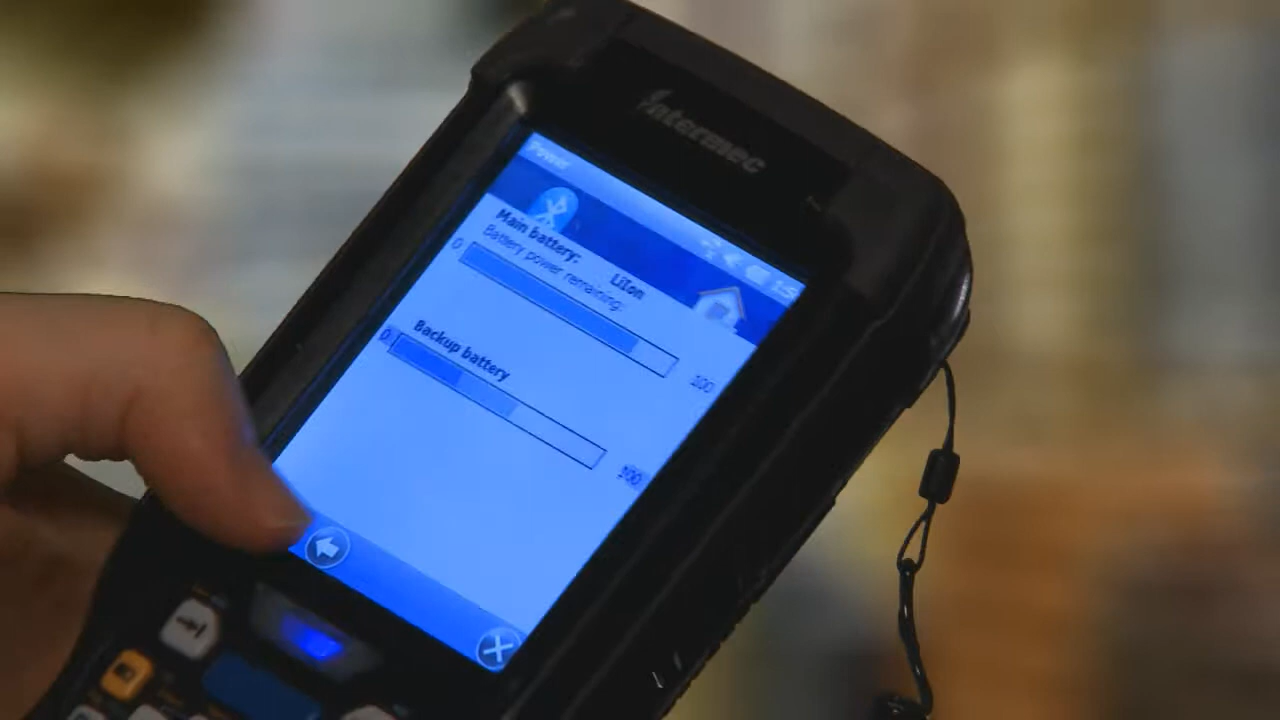 Intermec
Power
Main battery: LiIon
Battery power remaining:
0 100
Backup battery
0 100